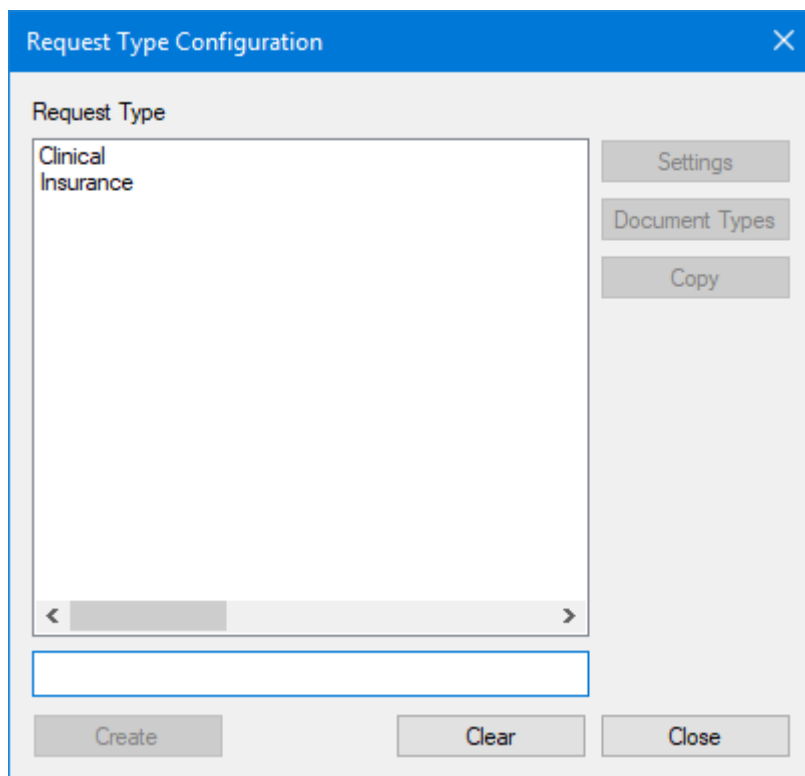 Request Type Configuration
Request Type
Clinical
Insurance
Settings
Document Types
Copy
Create
Clear
Close